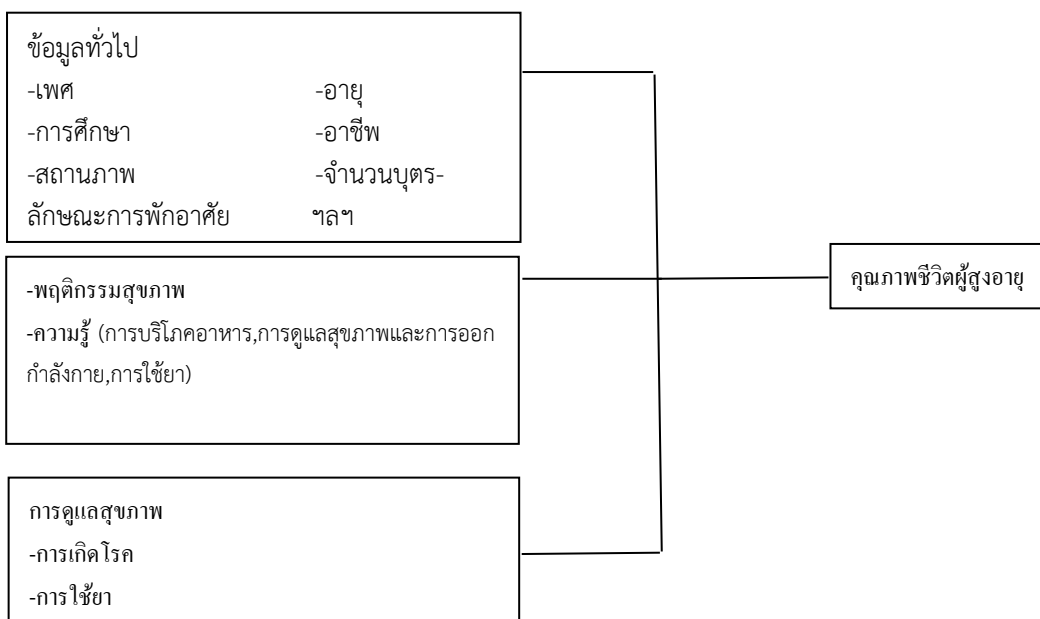 ข้อมูลทั่วไป
-เพศ -อายุ
-การศึกษา -อาชีพ
-สถานภาพ -จำนวนบุตร-
ลักษณะการพักอาศัย ฯลฯ
-พฤติกรรมสุขภาพ
-ความรู้ (การบริโภคอาหาร,การดูแลสุขภาพและการออก
กำลังกาย,การใช้ยา)
คุณภาพชีวิตผู้สูงอายุ
การดูแลสุขภาพ
-การเกิดโรค
-การใช้ยา